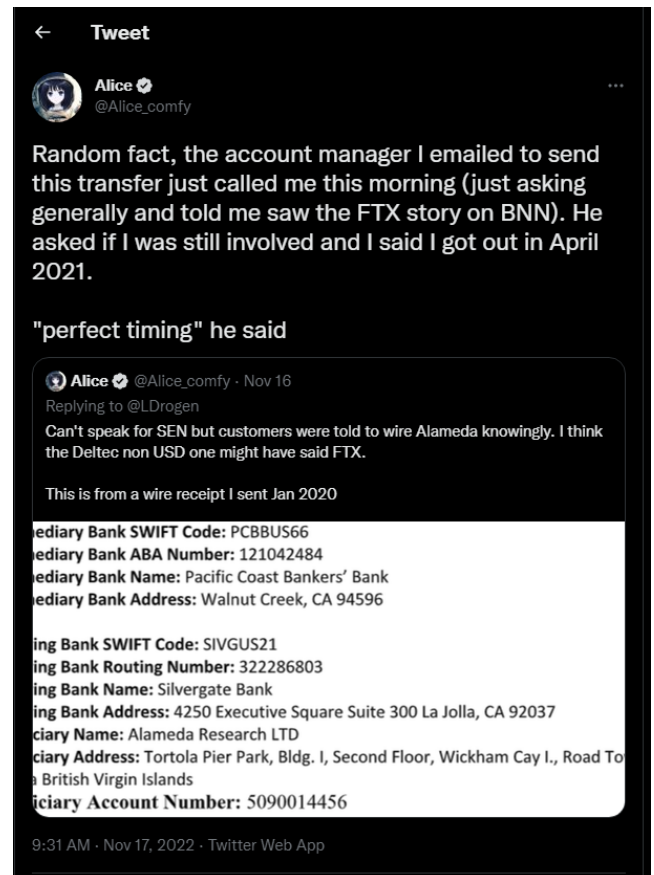 Tweet
Alice
@Alice_comfy
Random fact, the account manager I emailed to send
this transfer just called me this morning (just asking
generally and told me saw the FTX story on BNN). He
asked if I was still involved and I said I got out in April
2021.
"perfect timing" he said
Alice @Alice_comfy · Nov 16
Replying to @LDrogen
Can't speak for SEN but customers were told to wire Alameda knowingly. I think
the Deltec non USD one might have said FTX.
This is from a wire receipt I sent Jan 2020
ediary Bank SWIFT Code: PCBBUS66
ediary Bank ABA Number: 121042484
ediary Bank Name: Pacific Coast Bankers' Bank
ediary Bank Address: Walnut Creek, CA 94596
ing Bank SWIFT Code: SIVGUS21
ing Bank Routing Number: 322286803
ing Bank Name: Silvergate Bank
ing Bank Address: 4250 Executive Square Suite 300 La Jolla, CA 92037
ciary Name: Alameda Research LTD
ciary Address: Tortola Pier Park, Bldg. I, Second Floor, Wickham Cay I., Road To
British Virgin Islands
iciary Account Number: 5090014456
9:31 AM · Nov 17, 2022 · Twitter Web App